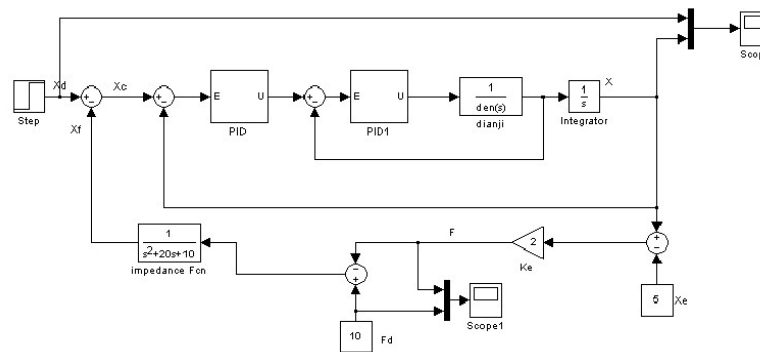 Scop
Xd
Xc
X
E
U
E
U
1
den(s)
1
s
Step
Xf
PID
PID1
dianji
Integrator
1
s²+20s+10
impedance Fcn
F
2
Ke
Xe
10
Fd
Scope1